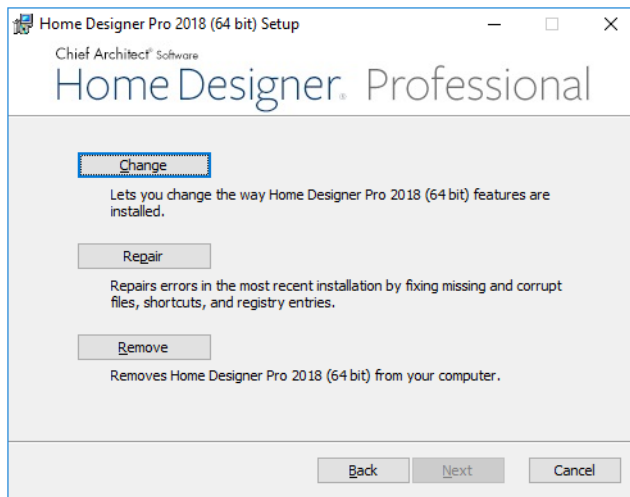 Home Designer Pro 2018 (64 bit) Setup
Chief Architect® Software
Home Designer® Professional
Change
Lets you change the way Home Designer Pro 2018 (64 bit) features are
installed.
Repair
Repairs errors in the most recent installation by fixing missing and corrupt
files, shortcuts, and registry entries.
Remove
Removes Home Designer Pro 2018 (64 bit) from your computer.
Back Next Cancel